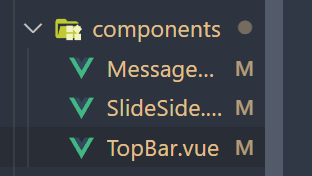 components
Message... M
SlideSide.... M
TopBar.vue M